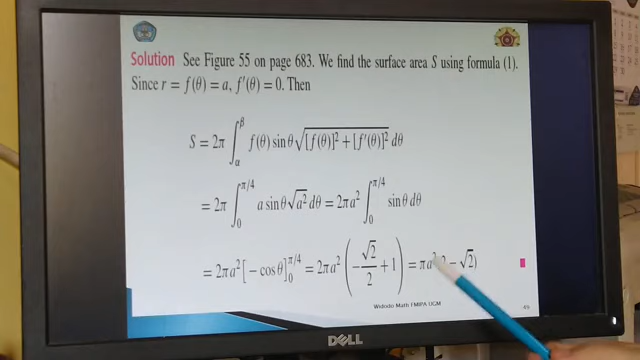 Solution See Figure 55 on page 683. We find the surface area S using formula (1).
Since r = f(θ) = a, f′(θ) = 0. Then
S = 2π ∫_α^β f(θ) sin θ √([f(θ)]² + [f′(θ)]²) dθ
= 2π ∫_0^{π/4} a sin θ √(a²) dθ = 2πa² ∫_0^{π/4} sin θ dθ
= 2πa² [− cos θ]_0^{π/4} = 2πa² (−√2/2 + 1) = πa² − √2)
Widodo Math FMIPA UGM
DELL